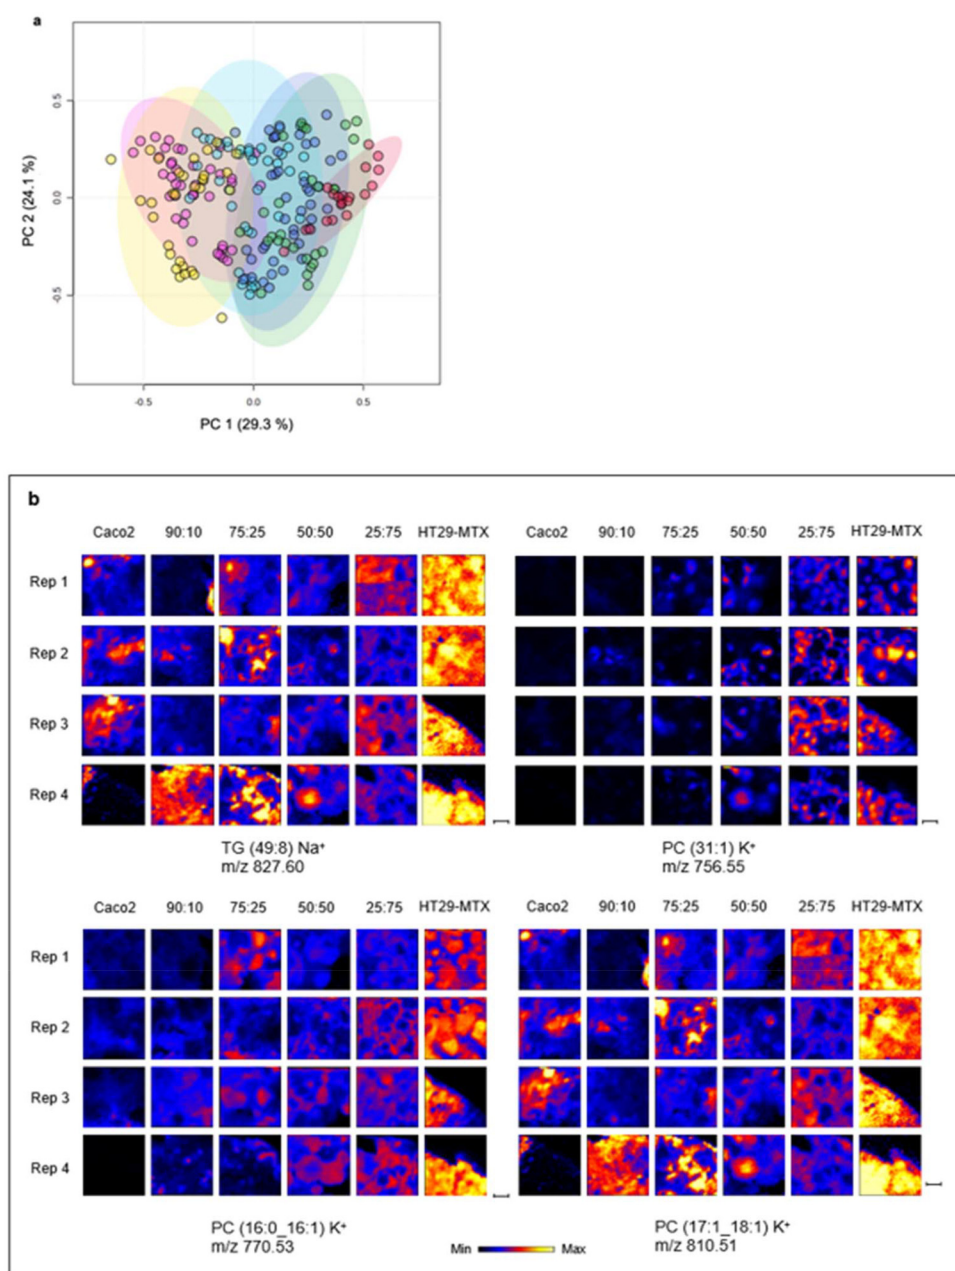 a
PC 2 (24.1 %)
0.5
0.0
-0.5
-0.5 0.0 0.5
PC 1 (29.3 %)
b
Caco2 90:10 75:25 50:50 25:75 HT29-MTX
Rep 1
Rep 2
Rep 3
Rep 4
TG (49:8) Na⁺
m/z 827.60
Caco2 90:10 75:25 50:50 25:75 HT29-MTX
PC (31:1) K⁺
m/z 756.55
Caco2 90:10 75:25 50:50 25:75 HT29-MTX
Rep 1
Rep 2
Rep 3
Rep 4
PC (16:0_16:1) K⁺
m/z 770.53
Caco2 90:10 75:25 50:50 25:75 HT29-MTX
PC (17:1_18:1) K⁺
m/z 810.51
Min Max